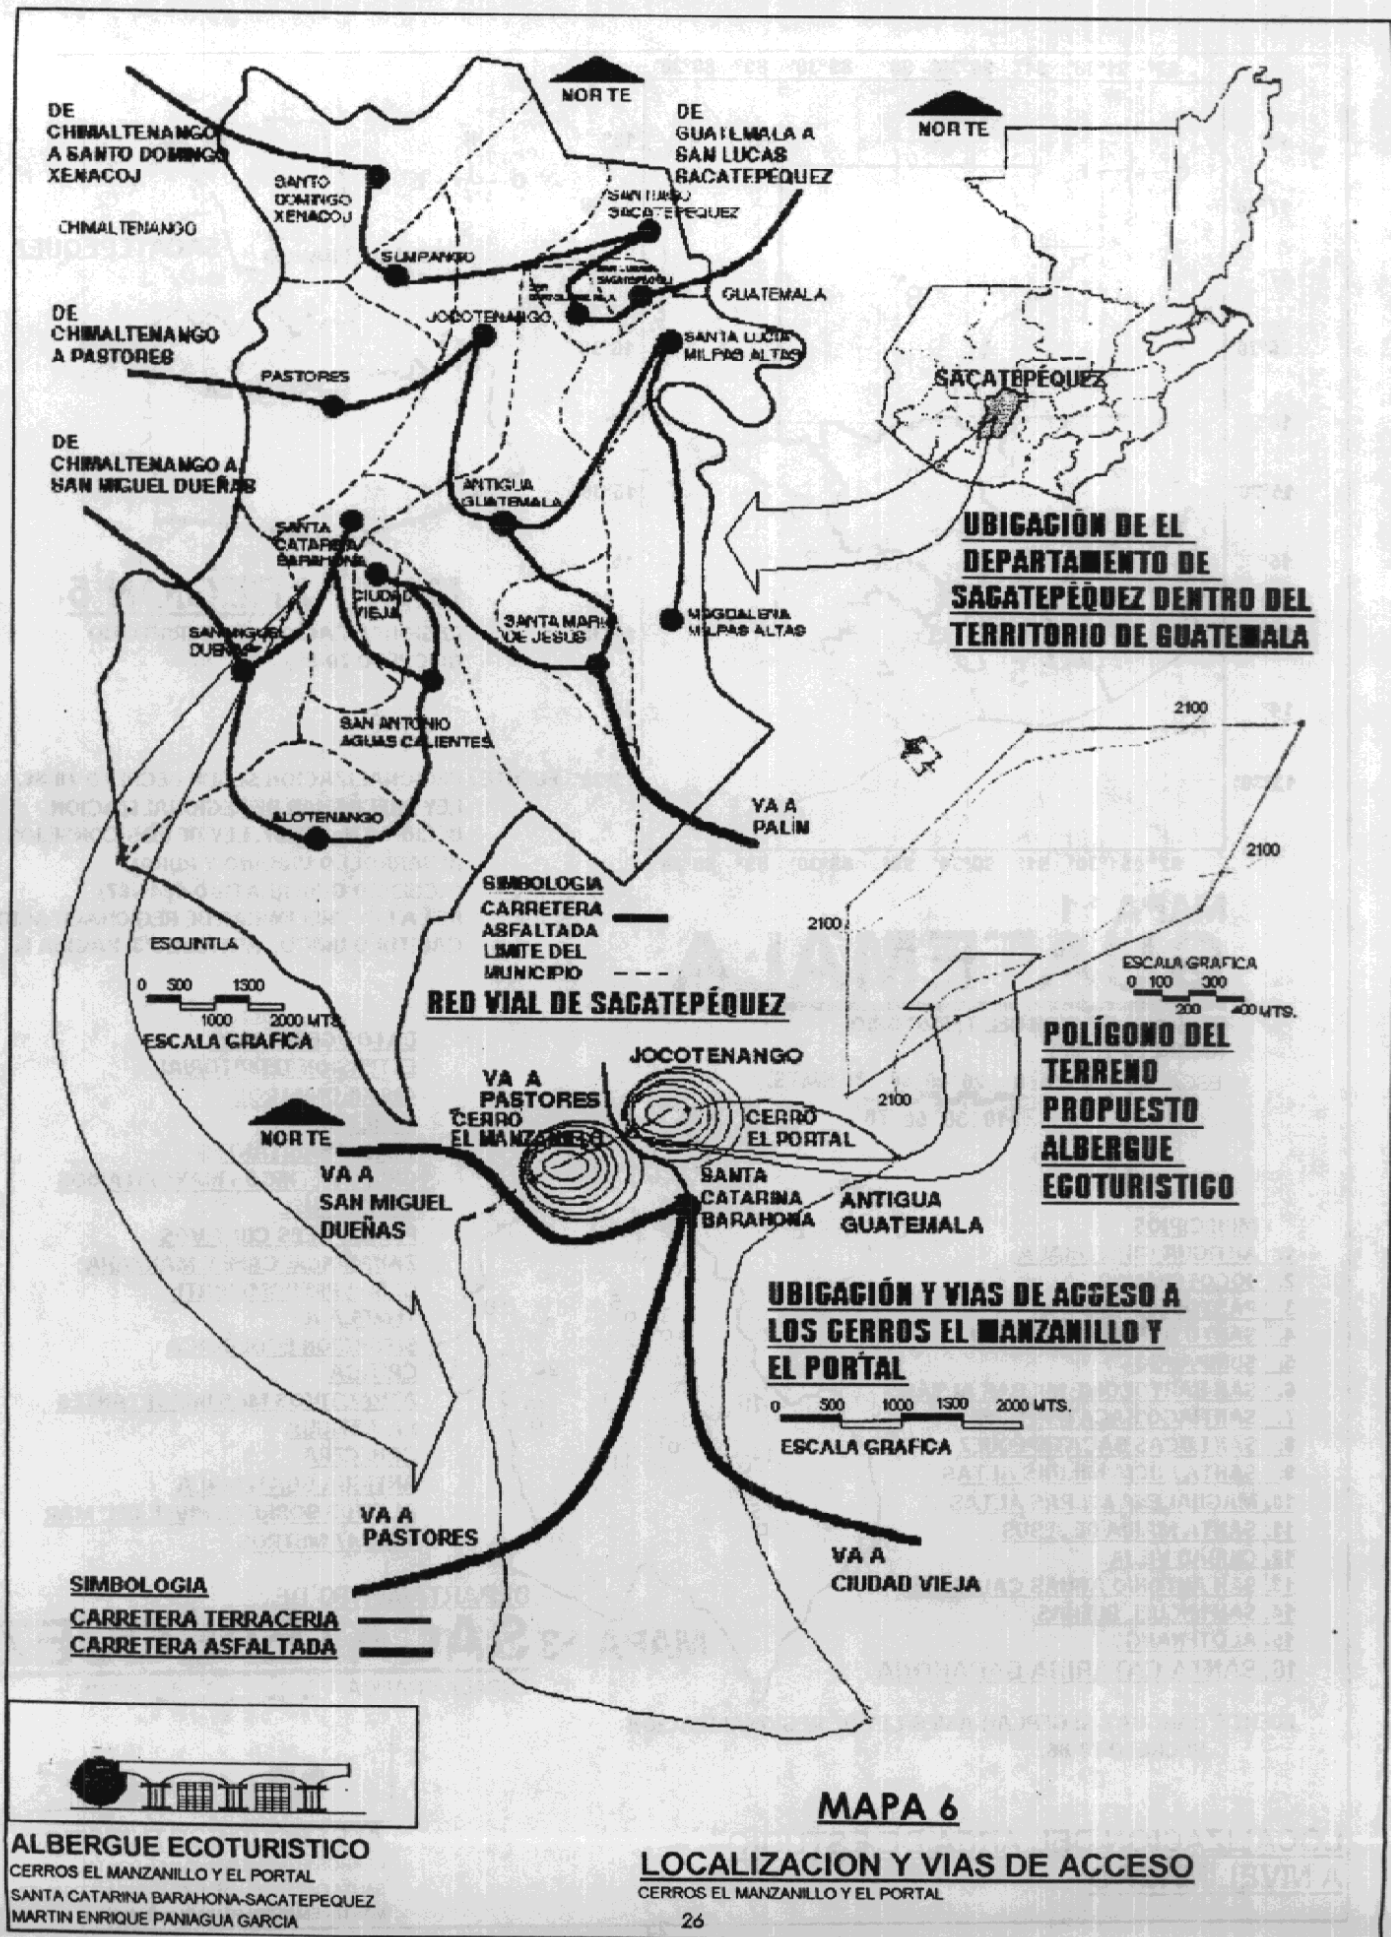 NORTE
DE
CHIMALTENANGO
A SANTO DOMINGO
XENACOJ
DE
GUATEMALA A
SAN LUCAS
SACATEPÉQUEZ
NORTE
SANTO
DOMINGO
XENACOJ
SANTIAGO
SACATEPEQUEZ
CHIMALTENANGO
SUMPANGO
SACATEPEQUEZ
GUATEMALA
JOCOTENANGO
DE
CHIMALTENANGO
A PASTORES
SANTA LUCIA
MILPAS ALTAS
PASTORES
SACATEPÉQUEZ
DE
CHIMALTENANGO A
SAN MIGUEL DUEÑAS
ANTIGUA
GUATEMALA
SANTA
CATARINA
BARAHONA
CIUDAD
VIEJA
UBICACIÓN DE EL
DEPARTAMENTO DE
SACATEPÉQUEZ DENTRO DEL
TERRITORIO DE GUATEMALA
SANTA MARIA
DE JESUS
MAGDALENA
MILPAS ALTAS
SAN MIGUEL
DUEÑAS
SAN ANTONIO
AGUAS CALIENTES
ALOTENANGO
VA A
PALIN
2100
2100
2100
2100
SIMBOLOGIA
CARRETERA
ASFALTADA
LIMITE DEL
MUNICIPIO
ESCUINTLA
0 500 1300
1000 2000 MTS.
ESCALA GRAFICA
RED VIAL DE SACATEPÉQUEZ
ESCALA GRAFICA
0 100 300
200 400 MTS.
POLÍGONO DEL
TERRENO
PROPUESTO
ALBERGUE
ECOTURISTICO
JOCOTENANGO
VA A
PASTORES
CERRO
EL MANZANILLO
CERRO
EL PORTAL
NORTE
VA A
SAN MIGUEL
DUEÑAS
SANTA
CATARINA
BARAHONA
ANTIGUA
GUATEMALA
UBICACIÓN Y VIAS DE ACCESO A
LOS CERROS EL MANZANILLO Y
EL PORTAL
0 500 1000 1300 2000 MTS.
ESCALA GRAFICA
VA A
PASTORES
VA A
CIUDAD VIEJA
SIMBOLOGIA
CARRETERA TERRACERIA
CARRETERA ASFALTADA
ALBERGUE ECOTURISTICO
CERROS EL MANZANILLO Y EL PORTAL
SANTA CATARINA BARAHONA-SACATEPEQUEZ
MARTIN ENRIQUE PANIAGUA GARCIA
MAPA 6
LOCALIZACION Y VIAS DE ACCESO
CERROS EL MANZANILLO Y EL PORTAL
26